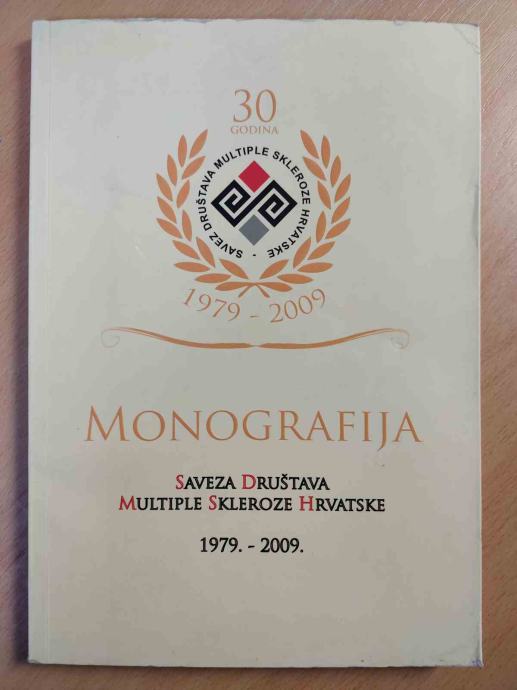 30
GODINA
SAVEZ DRUŠTAVA MULTIPLE SKLEROZE HRVATSKE -
1979 - 2009
MONOGRAFIJA
SAVEZA DRUŠTAVA
MULTIPLE SKLEROZE HRVATSKE
1979. - 2009.